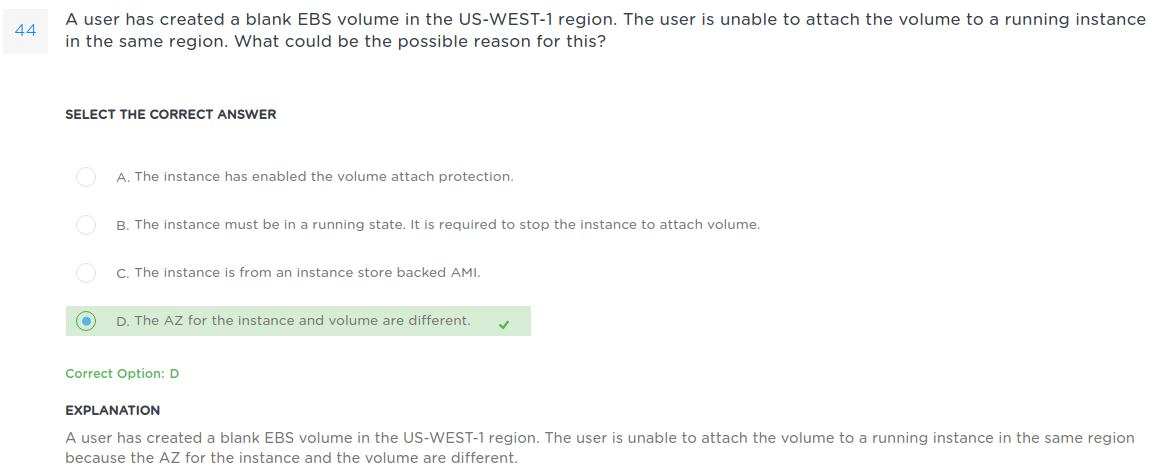 44
A user has created a blank EBS volume in the US-WEST-1 region. The user is unable to attach the volume to a running instance
in the same region. What could be the possible reason for this?
SELECT THE CORRECT ANSWER
A. The instance has enabled the volume attach protection.
B. The instance must be in a running state. It is required to stop the instance to attach volume.
C. The instance is from an instance store backed AMI.
D. The AZ for the instance and volume are different.
Correct Option: D
EXPLANATION
A user has created a blank EBS volume in the US-WEST-1 region. The user is unable to attach the volume to a running instance in the same region
because the AZ for the instance and the volume are different.